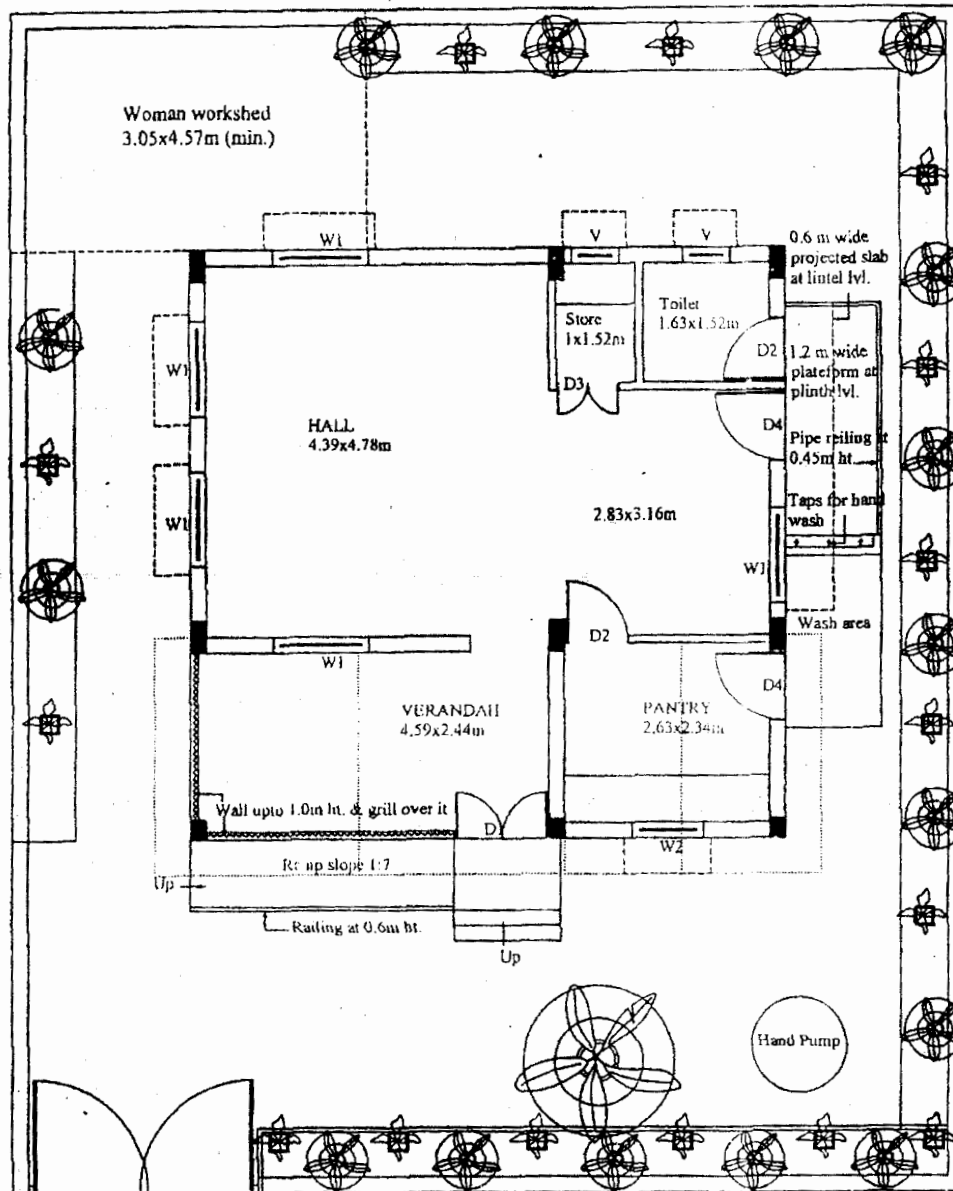 Woman workshed
3.05x4.57m (min.)
W1
V
V
0.6 m wide
projected slab
at lintel lvl.
Toilet
1.63x1.52m
Store
1x1.52m
W1
D2
1.2 m wide
plateform at
plinth lvl.
D3
HALL
4.39x4.78m
D4
Pipe reiling at
0.45m ht.
Taps for hand
wash
W1
2.83x3.16m
W1
Wash area
W1
D2
D4
VERANDAH
4.59x2.44m
PANTRY
2.63x2.34m
Wall upto 1.0m ht. & grill over it
D
W2
slope 1:7
Up
Railing at 0.6m ht.
Up
Hand Pump